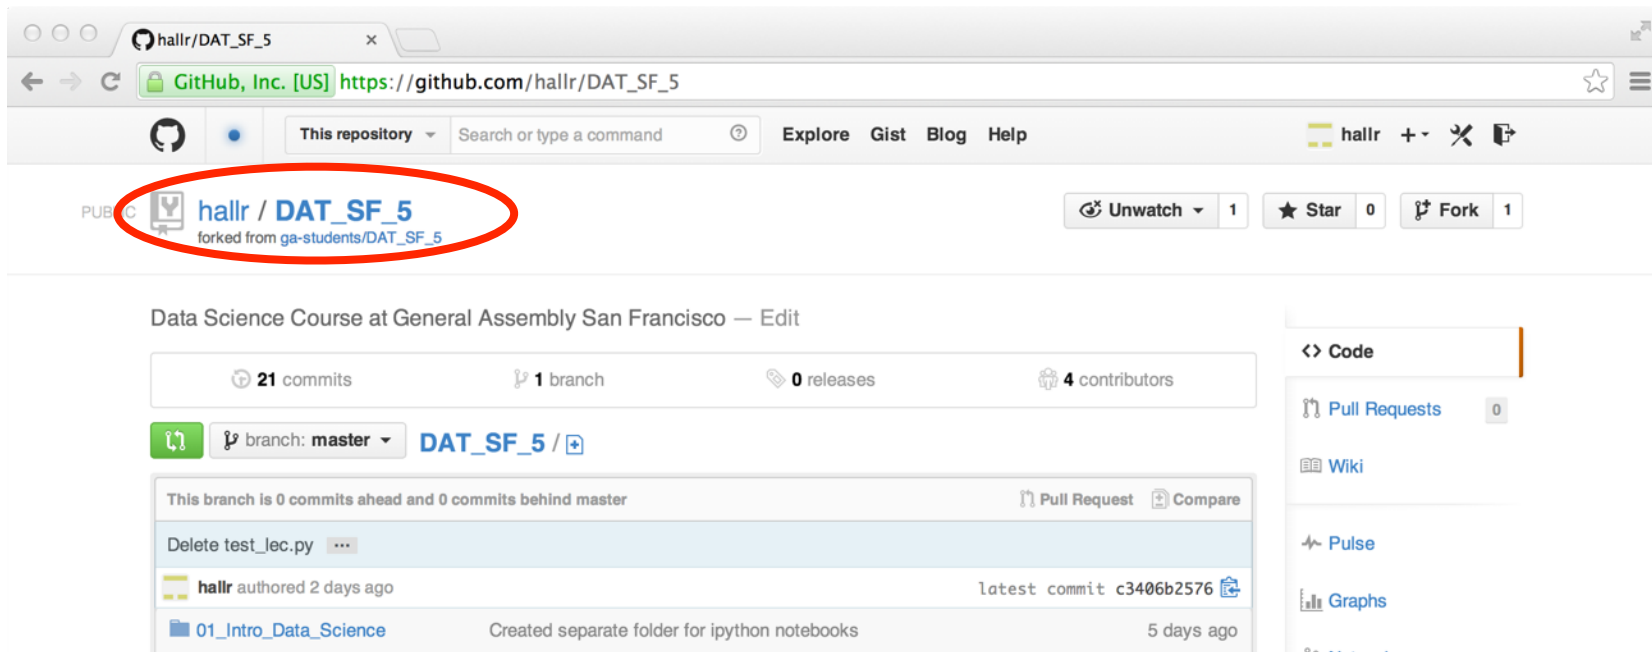 hallr/DAT_SF_5 ×
GitHub, Inc. [US] https://github.com/hallr/DAT_SF_5
This repository Search or type a command Explore Gist Blog Help hallr
PUBLIC hallr / DAT_SF_5 Unwatch 1 Star 0 Fork 1
forked from ga-students/DAT_SF_5
Data Science Course at General Assembly San Francisco — Edit
<> Code
21 commits 1 branch 0 releases 4 contributors
Pull Requests 0
branch: master DAT_SF_5 /
Wiki
This branch is 0 commits ahead and 0 commits behind master Pull Request Compare
Delete test_lec.py ...
Pulse
hallr authored 2 days ago latest commit c3406b2576
Graphs
01_Intro_Data_Science Created separate folder for ipython notebooks 5 days ago